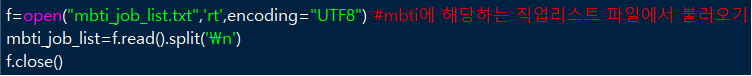 f=open("mbti_job_list.txt",'rt',encoding="UTF8") #mbti에 해당하는 직업리스트 파일에서 불러오기
mbti_job_list=f.read().split('₩n')
f.close()